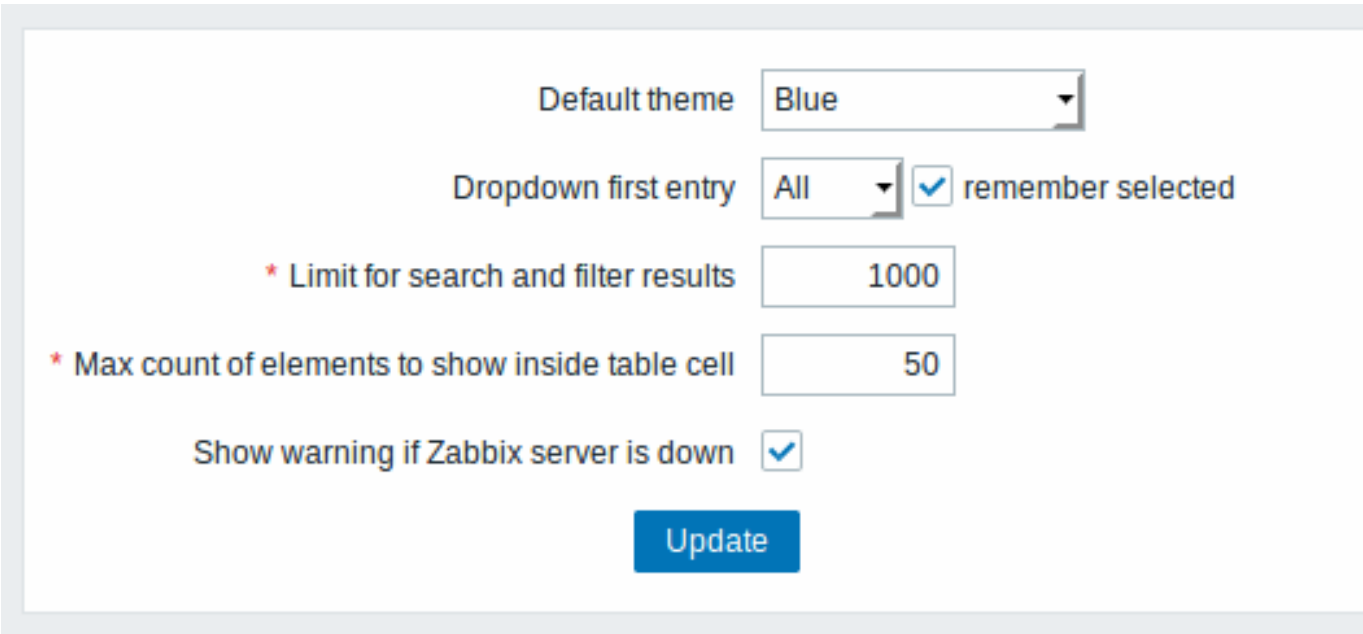 Default theme Blue
Dropdown first entry All remember selected
* Limit for search and filter results 1000
* Max count of elements to show inside table cell 50
Show warning if Zabbix server is down
Update